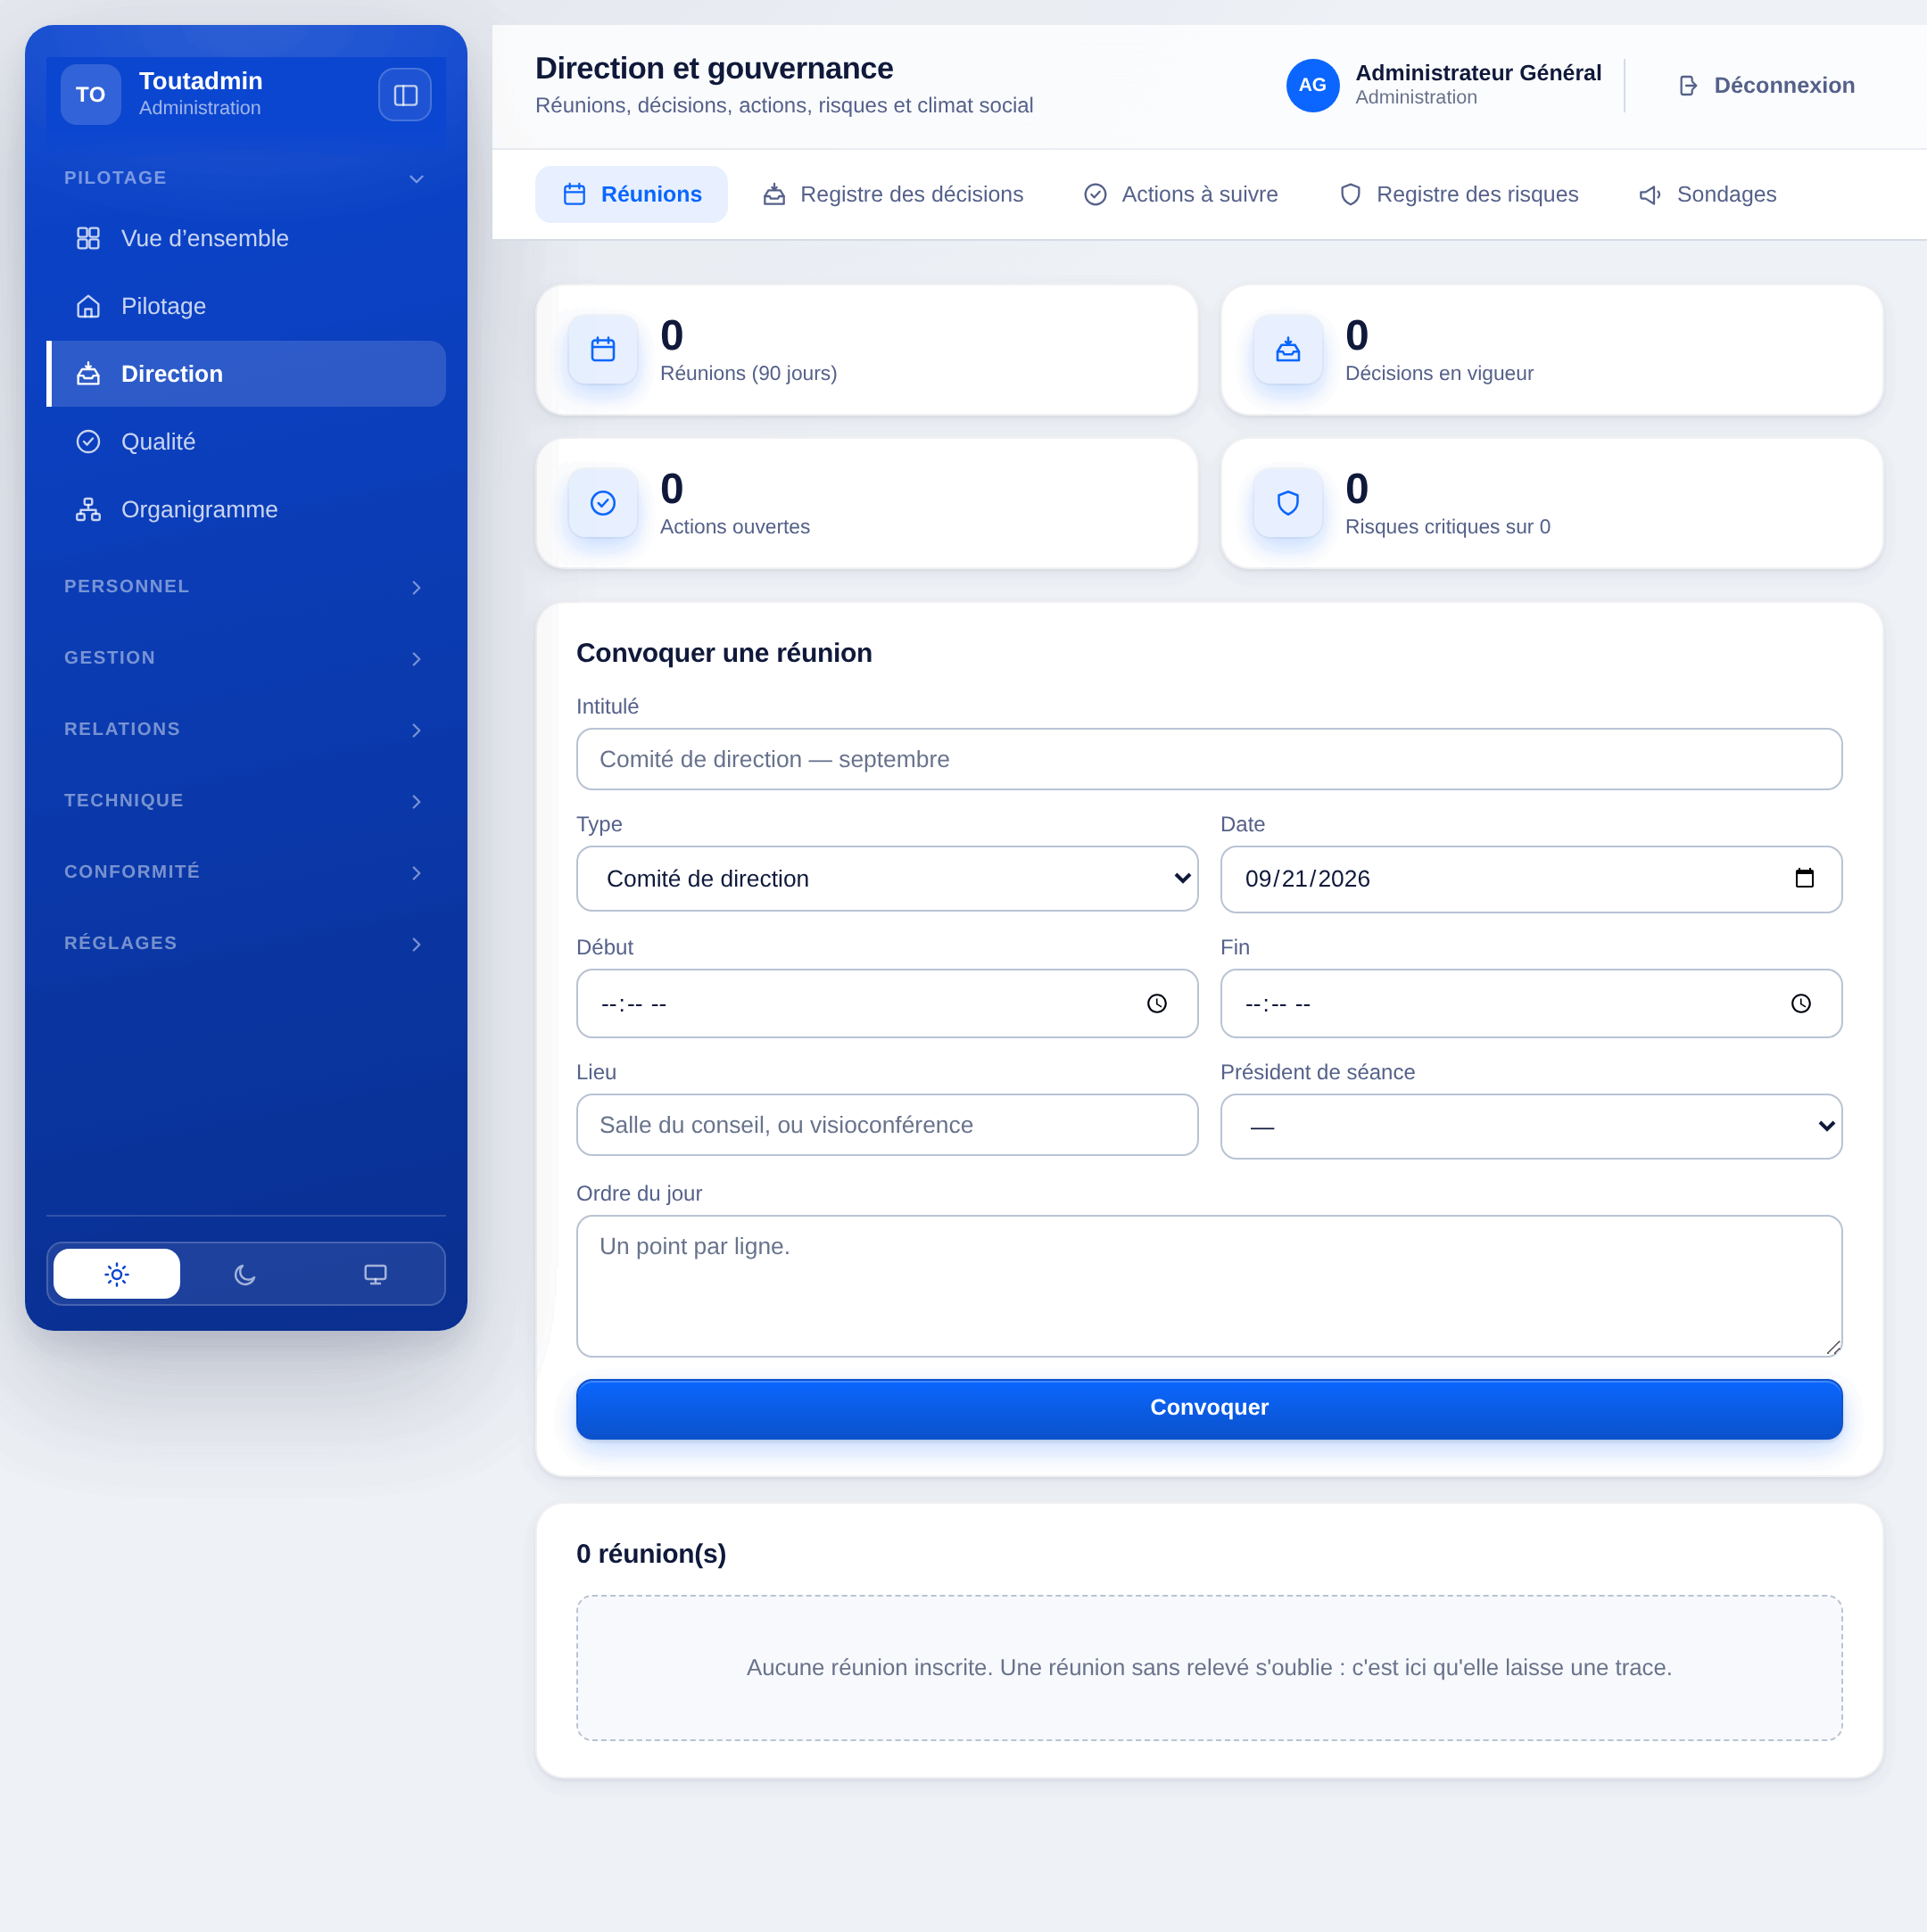 TO
Toutadmin
Administration
PILOTAGE
Vue d’ensemble
Pilotage
Direction
Qualité
Organigramme
PERSONNEL
GESTION
RELATIONS
TECHNIQUE
CONFORMITÉ
RÉGLAGES
Direction et gouvernance
Réunions, décisions, actions, risques et climat social
AG
Administrateur Général
Administration
Déconnexion
Réunions
Registre des décisions
Actions à suivre
Registre des risques
Sondages
0
Réunions (90 jours)
0
Décisions en vigueur
0
Actions ouvertes
0
Risques critiques sur 0
Convoquer une réunion
Intitulé
Comité de direction — septembre
Type
Date
Comité de direction
09/21/2026
Début
Fin
--:-- --
--:-- --
Lieu
Président de séance
Salle du conseil, ou visioconférence
—
Ordre du jour
Un point par ligne.
Convoquer
0 réunion(s)
Aucune réunion inscrite. Une réunion sans relevé s'oublie : c'est ici qu'elle laisse une trace.